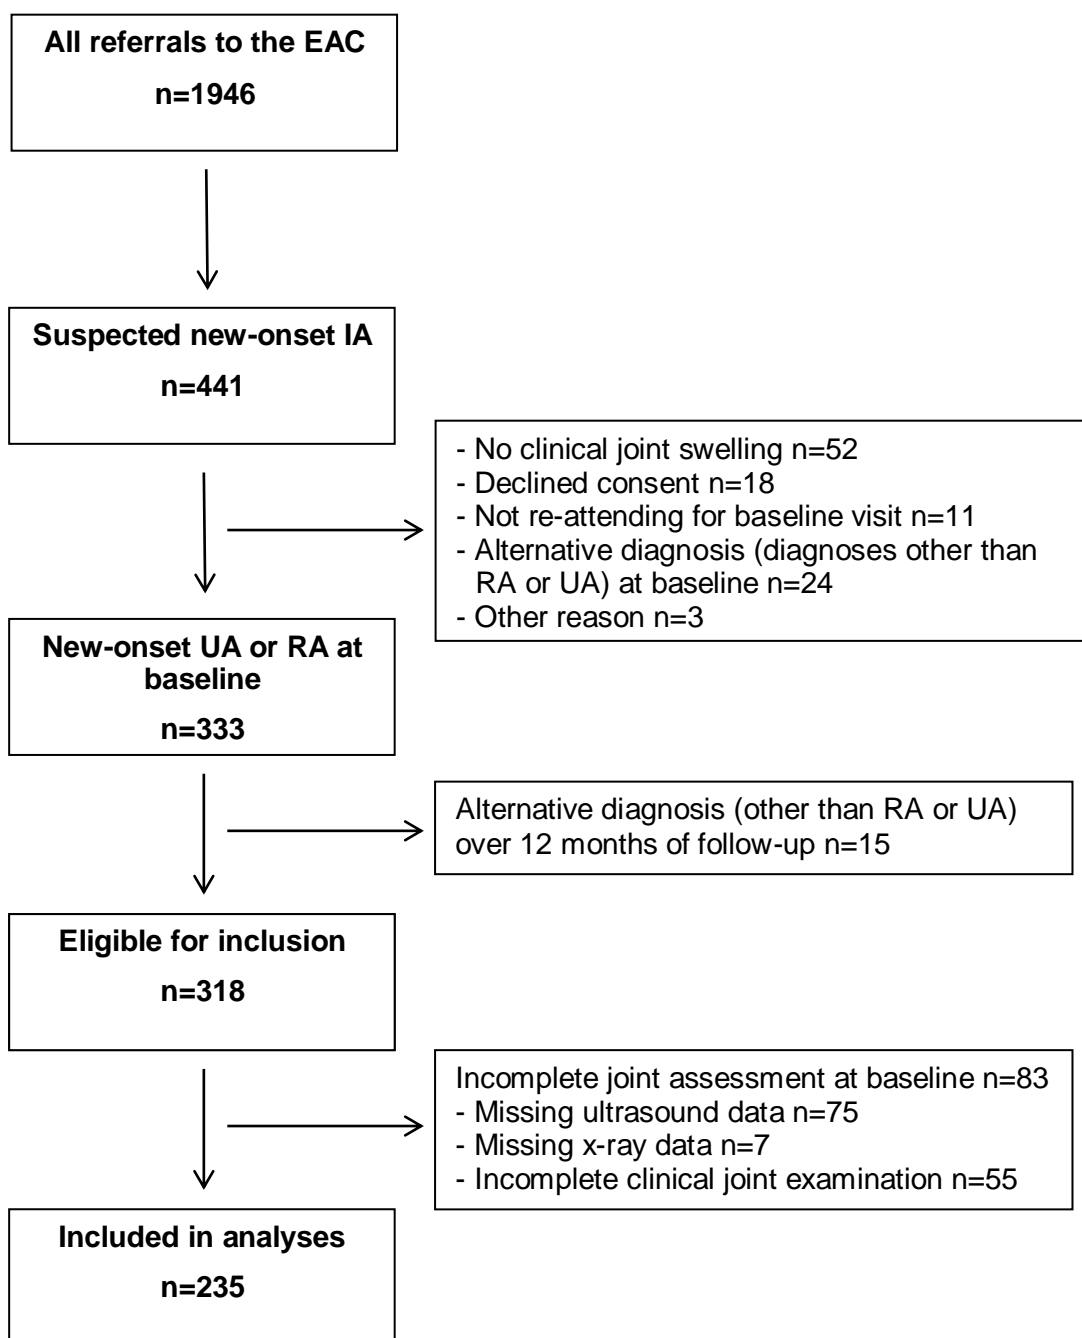 All referrals to the EAC
n=1946
Suspected new-onset IA
n=441
- No clinical joint swelling n=52
- Declined consent n=18
- Not re-attending for baseline visit n=11
- Alternative diagnosis (diagnoses other than
RA or UA) at baseline n=24
- Other reason n=3
New-onset UA or RA at
baseline
n=333
Alternative diagnosis (other than RA or UA)
over 12 months of follow-up n=15
Eligible for inclusion
n=318
Incomplete joint assessment at baseline n=83
- Missing ultrasound data n=75
- Missing x-ray data n=7
- Incomplete clinical joint examination n=55
Included in analyses
n=235